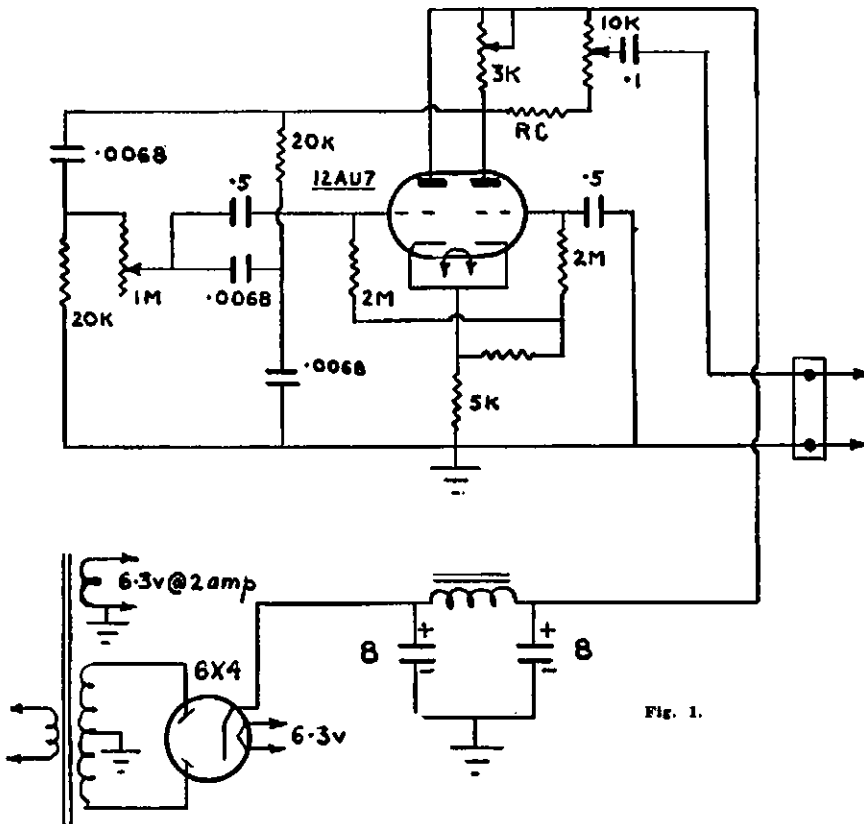 10K
3K
.1
RC
.0068
20K
12AU7
.5
.5
1M
.0068
2M
2M
20K
.0068
5K
6.3v@2amp
6X4
+
8
-
+
8
-
6.3v
Fig. 1.